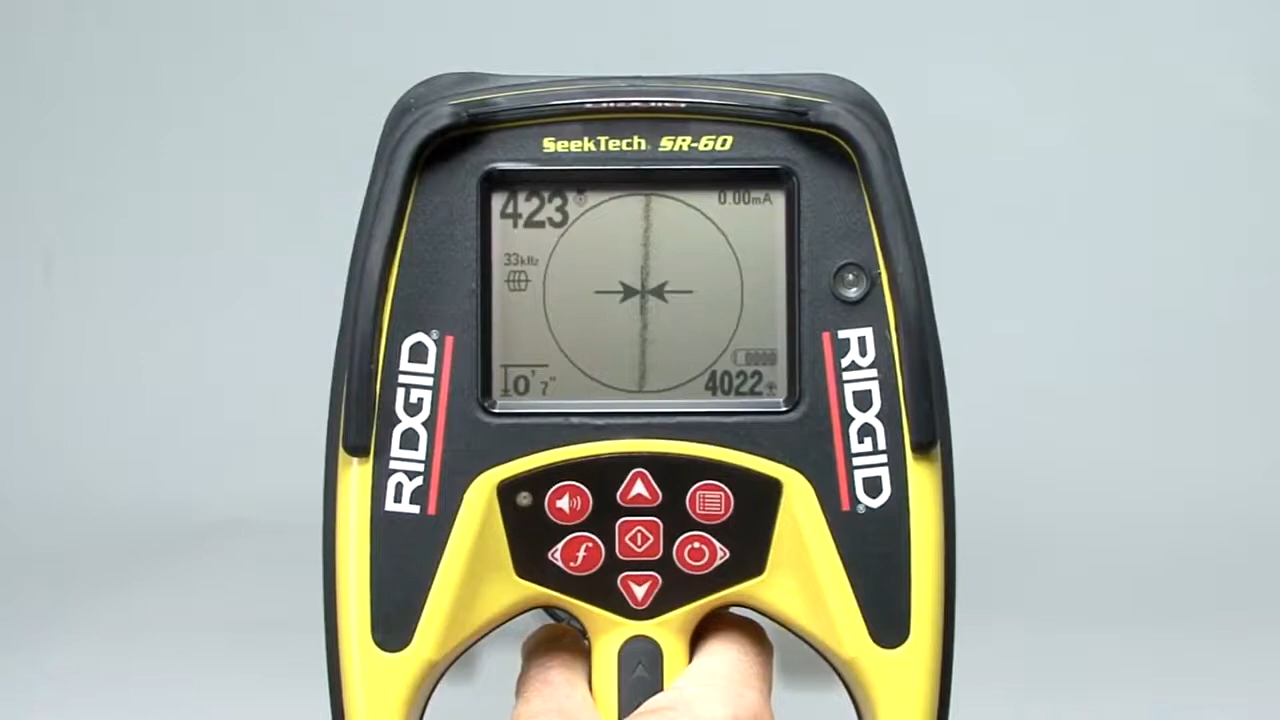 SeekTech SR-60
423
0.00mA
33kHz
0' 7"
4022
RIDGID®
RIDGID®
f